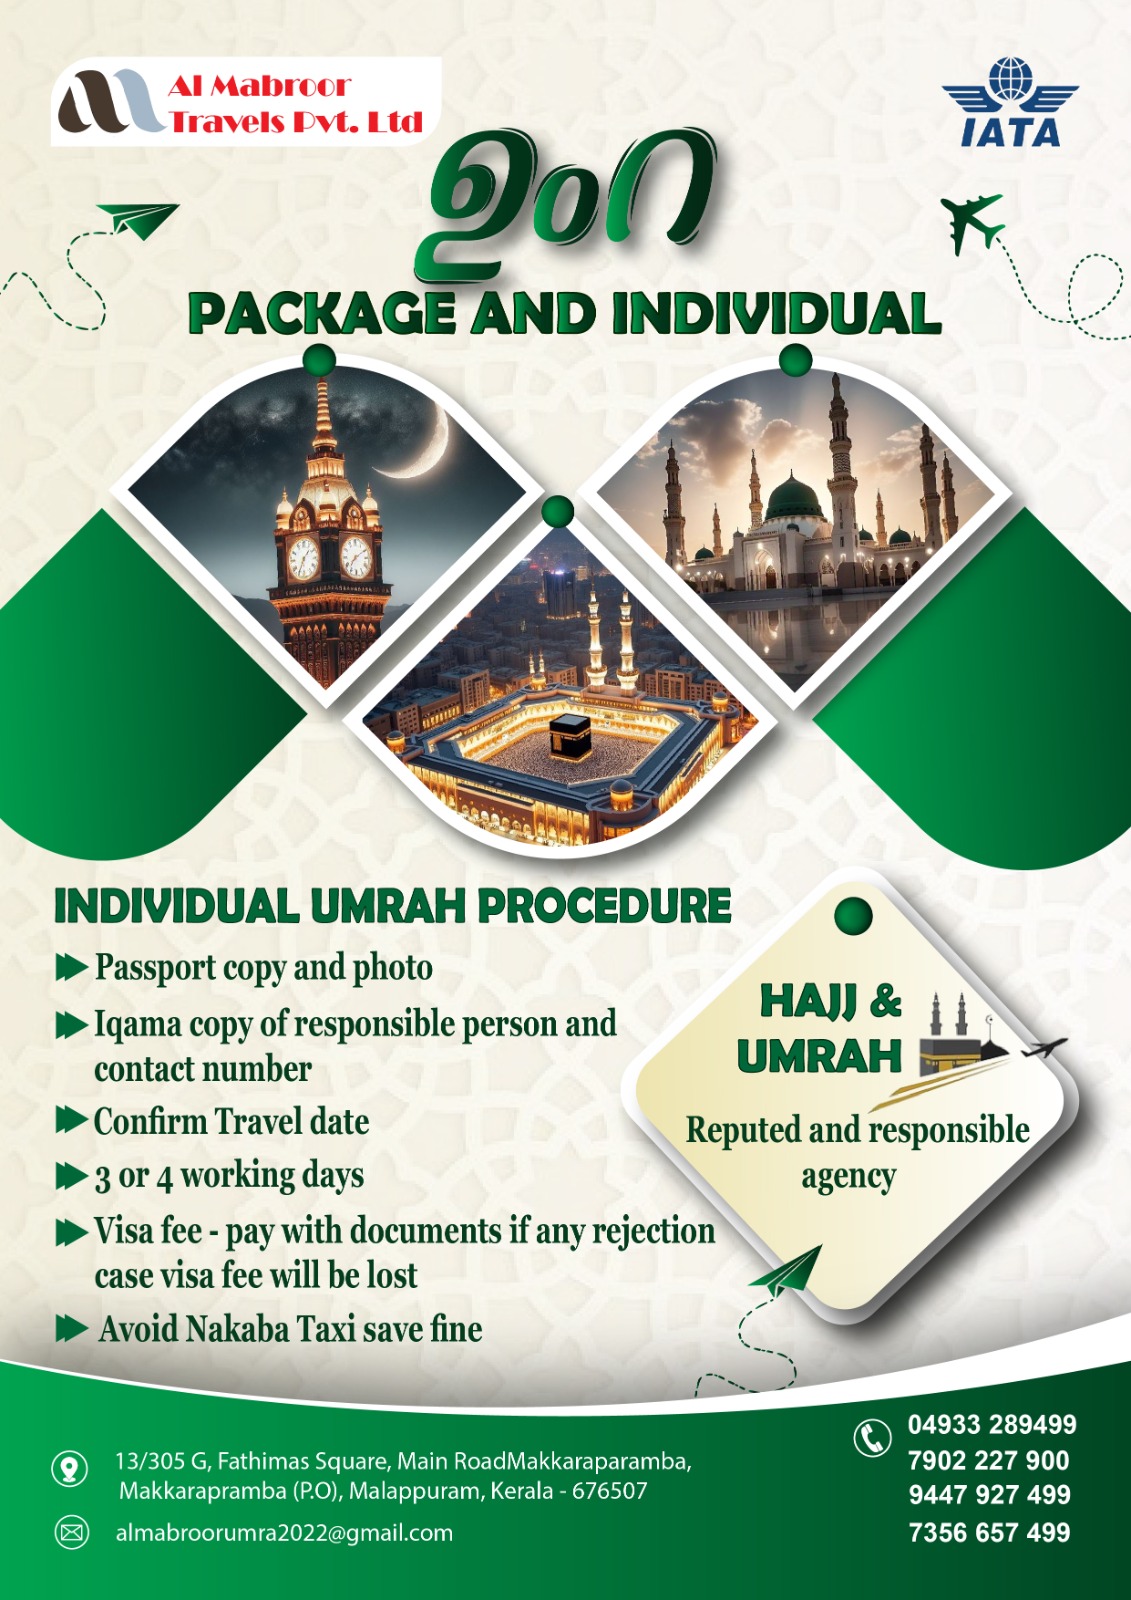 Al Mabroor
Travels Pvt. Ltd
IATA
ഉംറ
PACKAGE AND INDIVIDUAL
INDIVIDUAL UMRAH PROCEDURE
Passport copy and photo
Iqama copy of responsible person and
contact number
Confirm Travel date
3 or 4 working days
Visa fee - pay with documents if any rejection
case visa fee will be lost
Avoid Nakaba Taxi save fine
HAJJ &
UMRAH
Reputed and responsible
agency
13/305 G, Fathimas Square, Main RoadMakkaraparamba,
Makkarapramba (P.O), Malappuram, Kerala - 676507
almabroorumra2022@gmail.com
04933 289499
7902 227 900
9447 927 499
7356 657 499